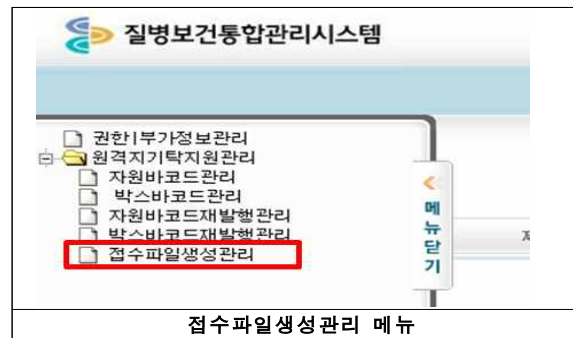 질병보건통합관리시스템
권한|부가정보관리
원격지기탁지원관리
자원바코드관리
박스바코드관리
자원바코드재발행관리
박스바코드재발행관리
접수파일생성관리
메뉴닫기
접수파일생성관리 메뉴